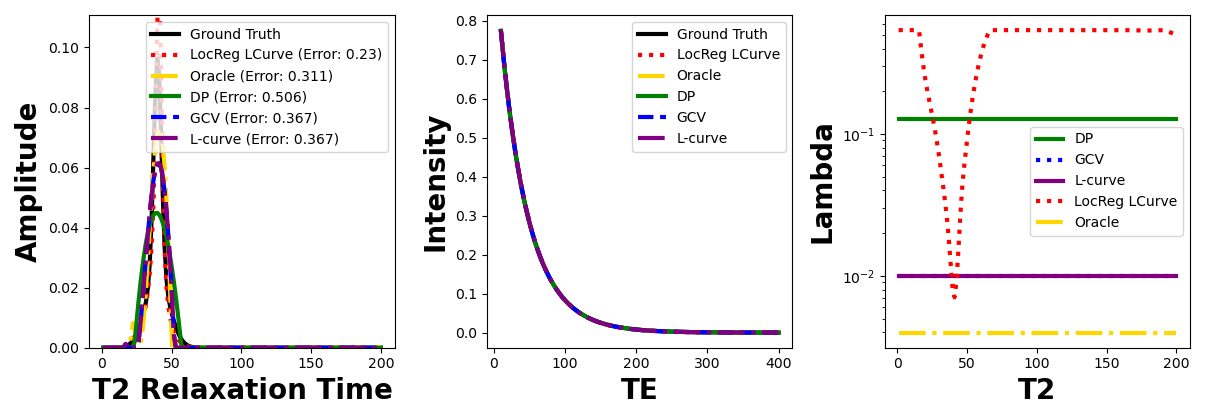 Amplitude
0.10
0.08
0.06
0.04
0.02
0.00
Ground Truth
LocReg LCurve (Error: 0.23)
Oracle (Error: 0.311)
DP (Error: 0.506)
GCV (Error: 0.367)
L-curve (Error: 0.367)
0 50 100 150 200
T2 Relaxation Time
Intensity
0.8
0.7
0.6
0.5
0.4
0.3
0.2
0.1
0.0
Ground Truth
LocReg LCurve
Oracle
DP
GCV
L-curve
0 100 200 300 400
TE
Lambda
10⁻¹
10⁻²
DP
GCV
L-curve
LocReg LCurve
Oracle
0 50 100 150 200
T2